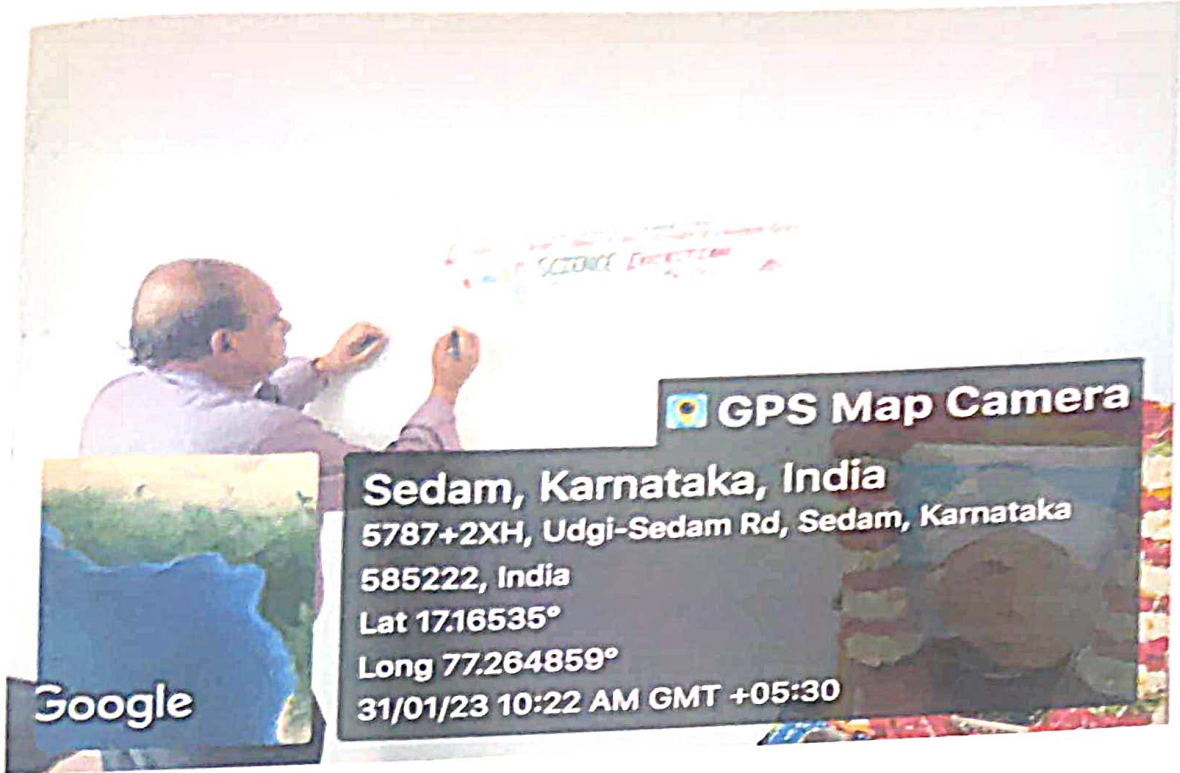 SCIENCE
GPS Map Camera
Sedam, Karnataka, India
5787+2XH, Udgi-Sedam Rd, Sedam, Karnataka
585222, India
Lat 17.16535°
Long 77.264859°
31/01/23 10:22 AM GMT +05:30
Google